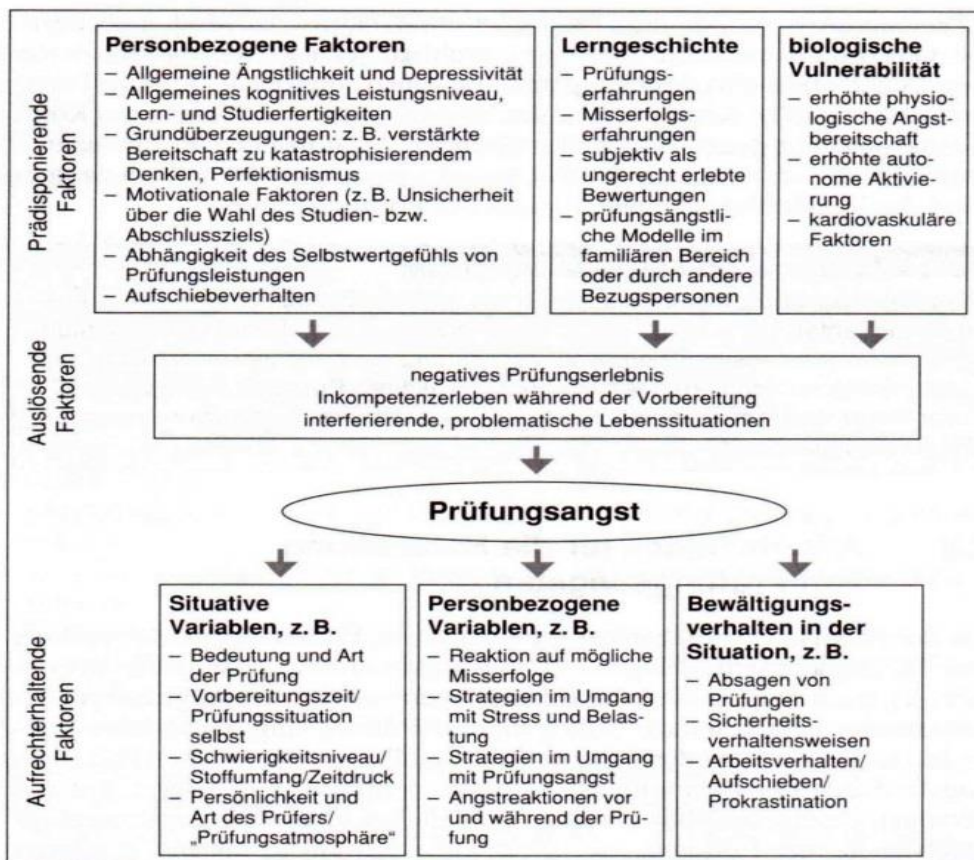 Prädisponierende
Faktoren
Personbezogene Faktoren
– Allgemeine Ängstlichkeit und Depressivität
– Allgemeines kognitives Leistungsniveau,
Lern- und Studierfertigkeiten
– Grundüberzeugungen: z. B. verstärkte
Bereitschaft zu katastrophisierendem
Denken, Perfektionismus
– Motivationale Faktoren (z. B. Unsicherheit
über die Wahl des Studien- bzw.
Abschlussziels)
– Abhängigkeit des Selbstwertgefühls von
Prüfungsleistungen
– Aufschiebeverhalten
Lerngeschichte
– Prüfungs-
erfahrungen
– Misserfolgs-
erfahrungen
– subjektiv als
ungerecht erlebte
Bewertungen
– prüfungsängst-
liche Modelle im
familiären Bereich
oder durch andere
Bezugspersonen
biologische
Vulnerabilität
– erhöhte physio-
logische Angst-
bereitschaft
– erhöhte auto-
nome Aktivie-
rung
– kardiovaskuläre
Faktoren
Auslösende
Faktoren
negatives Prüfungserlebnis
Inkompetenzerleben während der Vorbereitung
interferierende, problematische Lebenssituationen
Prüfungsangst
Aufrechterhaltende
Faktoren
Situative
Variablen, z. B.
– Bedeutung und Art
der Prüfung
– Vorbereitungszeit/
Prüfungssituation
selbst
– Schwierigkeitsniveau/
Stoffumfang/Zeitdruck
– Persönlichkeit und
Art des Prüfers/
„Prüfungsatmosphäre“
Personbezogene
Variablen, z. B.
– Reaktion auf mögliche
Misserfolge
– Strategien im Umgang
mit Stress und Belas-
tung
– Strategien im Umgang
mit Prüfungsangst
– Angstreaktionen vor
und während der Prü-
fung
Bewältigungs-
verhalten in der
Situation, z. B.
– Absagen von
Prüfungen
– Sicherheits-
verhaltensweisen
– Arbeitsverhalten/
Aufschieben/
Prokrastination